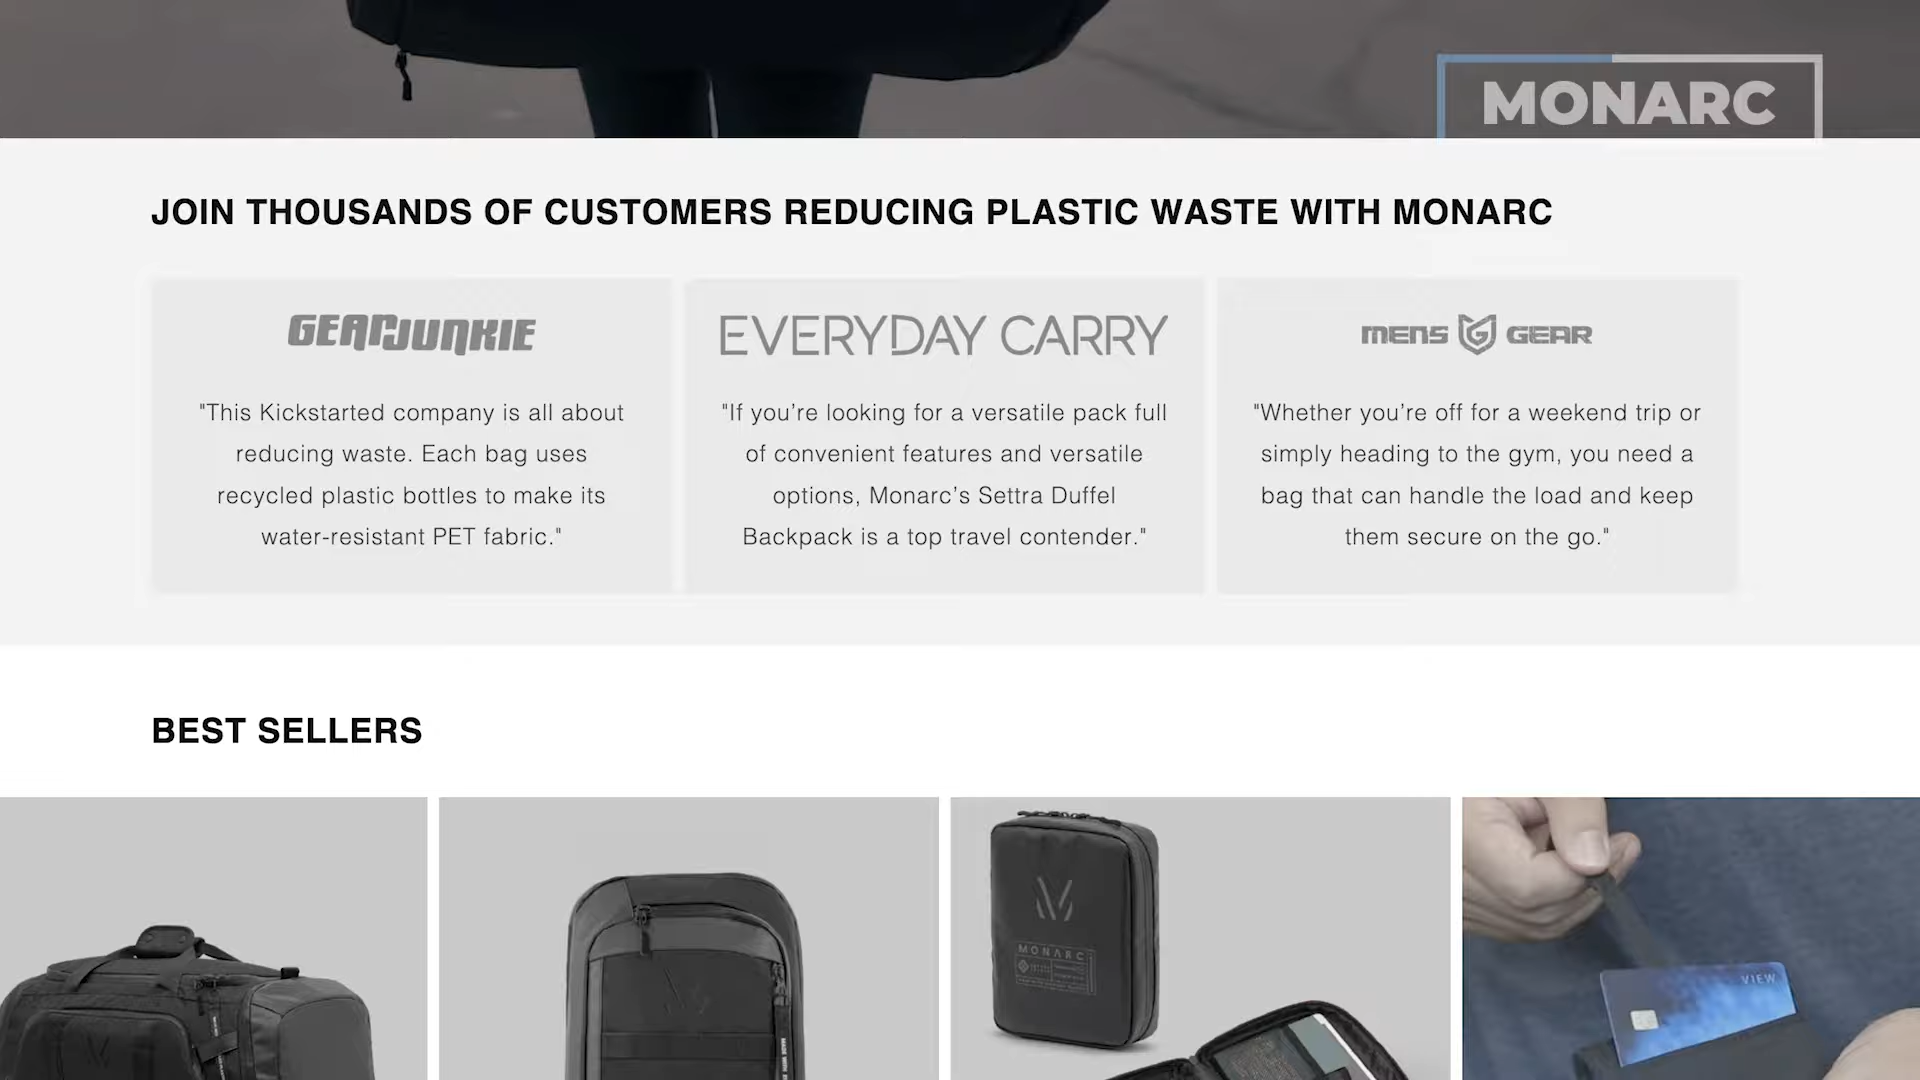 MONARC
JOIN THOUSANDS OF CUSTOMERS REDUCING PLASTIC WASTE WITH MONARC
GEARJUNKIE
"This Kickstarted company is all about
reducing waste. Each bag uses
recycled plastic bottles to make its
water-resistant PET fabric."
EVERYDAY CARRY
"If you’re looking for a versatile pack full
of convenient features and versatile
options, Monarc’s Settra Duffel
Backpack is a top travel contender."
MENS GEAR
"Whether you’re off for a weekend trip or
simply heading to the gym, you need a
bag that can handle the load and keep
them secure on the go."
BEST SELLERS
MONARC
VIEW